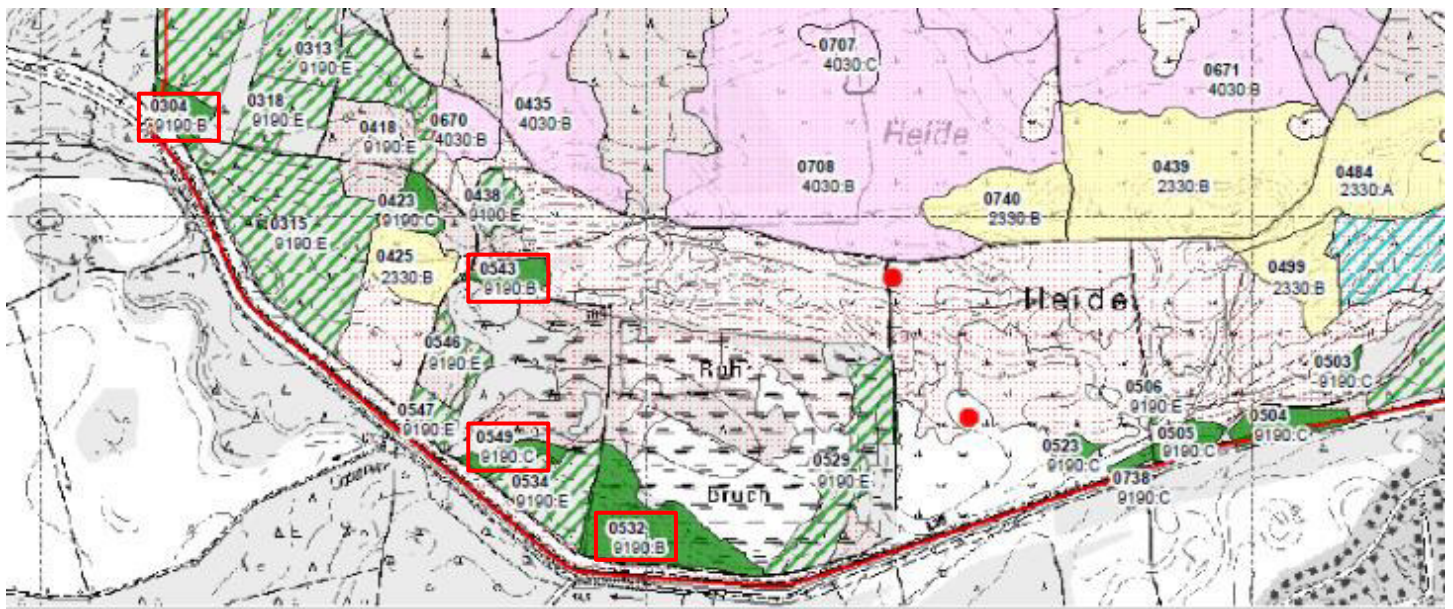 0313
9190:E
0707
4030:C
0671
4030:B
0304
9190:B
0318
9190:E
0435
4030:B
0418
9190:E
0670
4030:B
Heide
0708
4030:B
0439
2330:B
0484
2330:A
0423
9190:C
0438
9190:E
0740
2330:B
0315
9190:E
0425
2330:B
0543
9190:B
0499
2330:B
Heide
0546
9190:E
Roh
0503
9190:C
0506
9190:E
0547
9190:E
0549
9190:C
0504
9190:C
0505
9190:C
0523
9190:C
0529
9190:E
0534
9190:E
0738
9190:C
Bruch
0532
9190:B